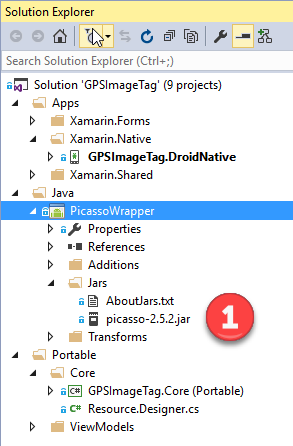 Solution Explorer
Search Solution Explorer (Ctrl+;)
Solution 'GPSImageTag' (9 projects)
Apps
Xamarin.Forms
Xamarin.Native
GPSImageTag.DroidNative
Xamarin.Shared
Java
PicassoWrapper
Properties
References
Additions
Jars
AboutJars.txt
picasso-2.5.2.jar
1
Transforms
Portable
Core
C# GPSImageTag.Core (Portable)
C# Resource.Designer.cs
ViewModels